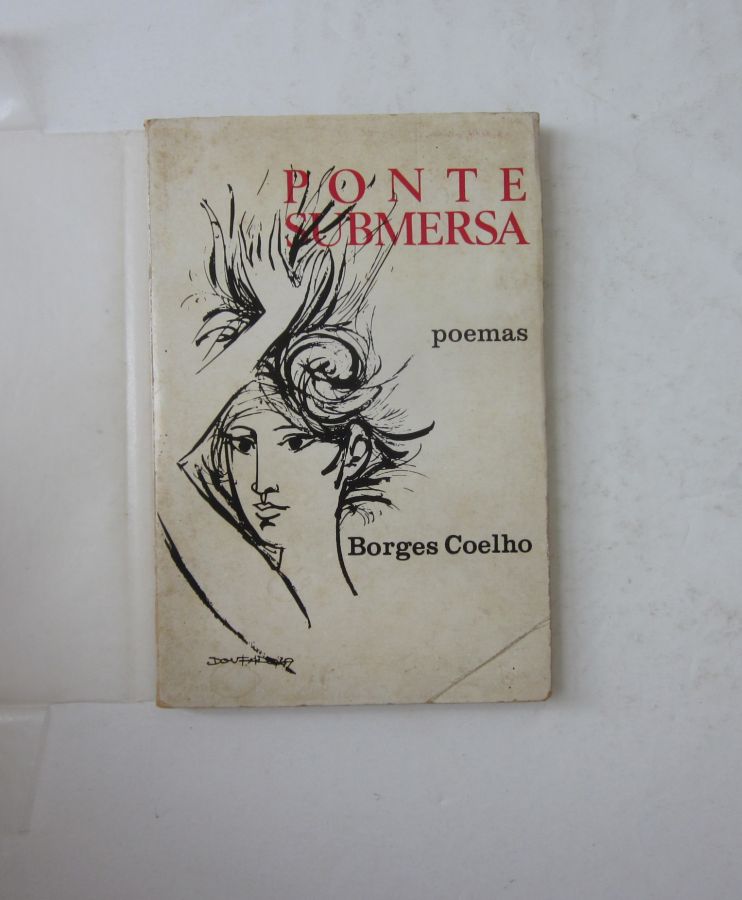 PONTE
SUBMERSA
poemas
Borges Coelho